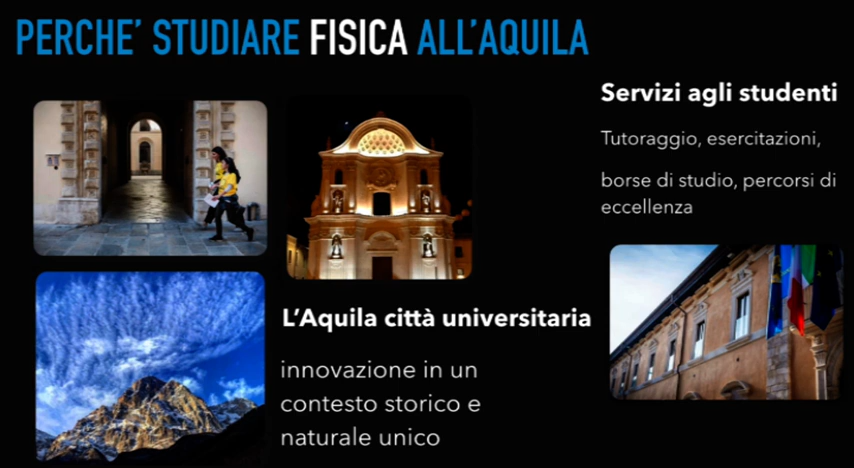 PERCHE' STUDIARE FISICA ALL'AQUILA
Servizi agli studenti
Tutoraggio, esercitazioni,
borse di studio, percorsi di
eccellenza
L'Aquila città universitaria
innovazione in un
contesto storico e
naturale unico